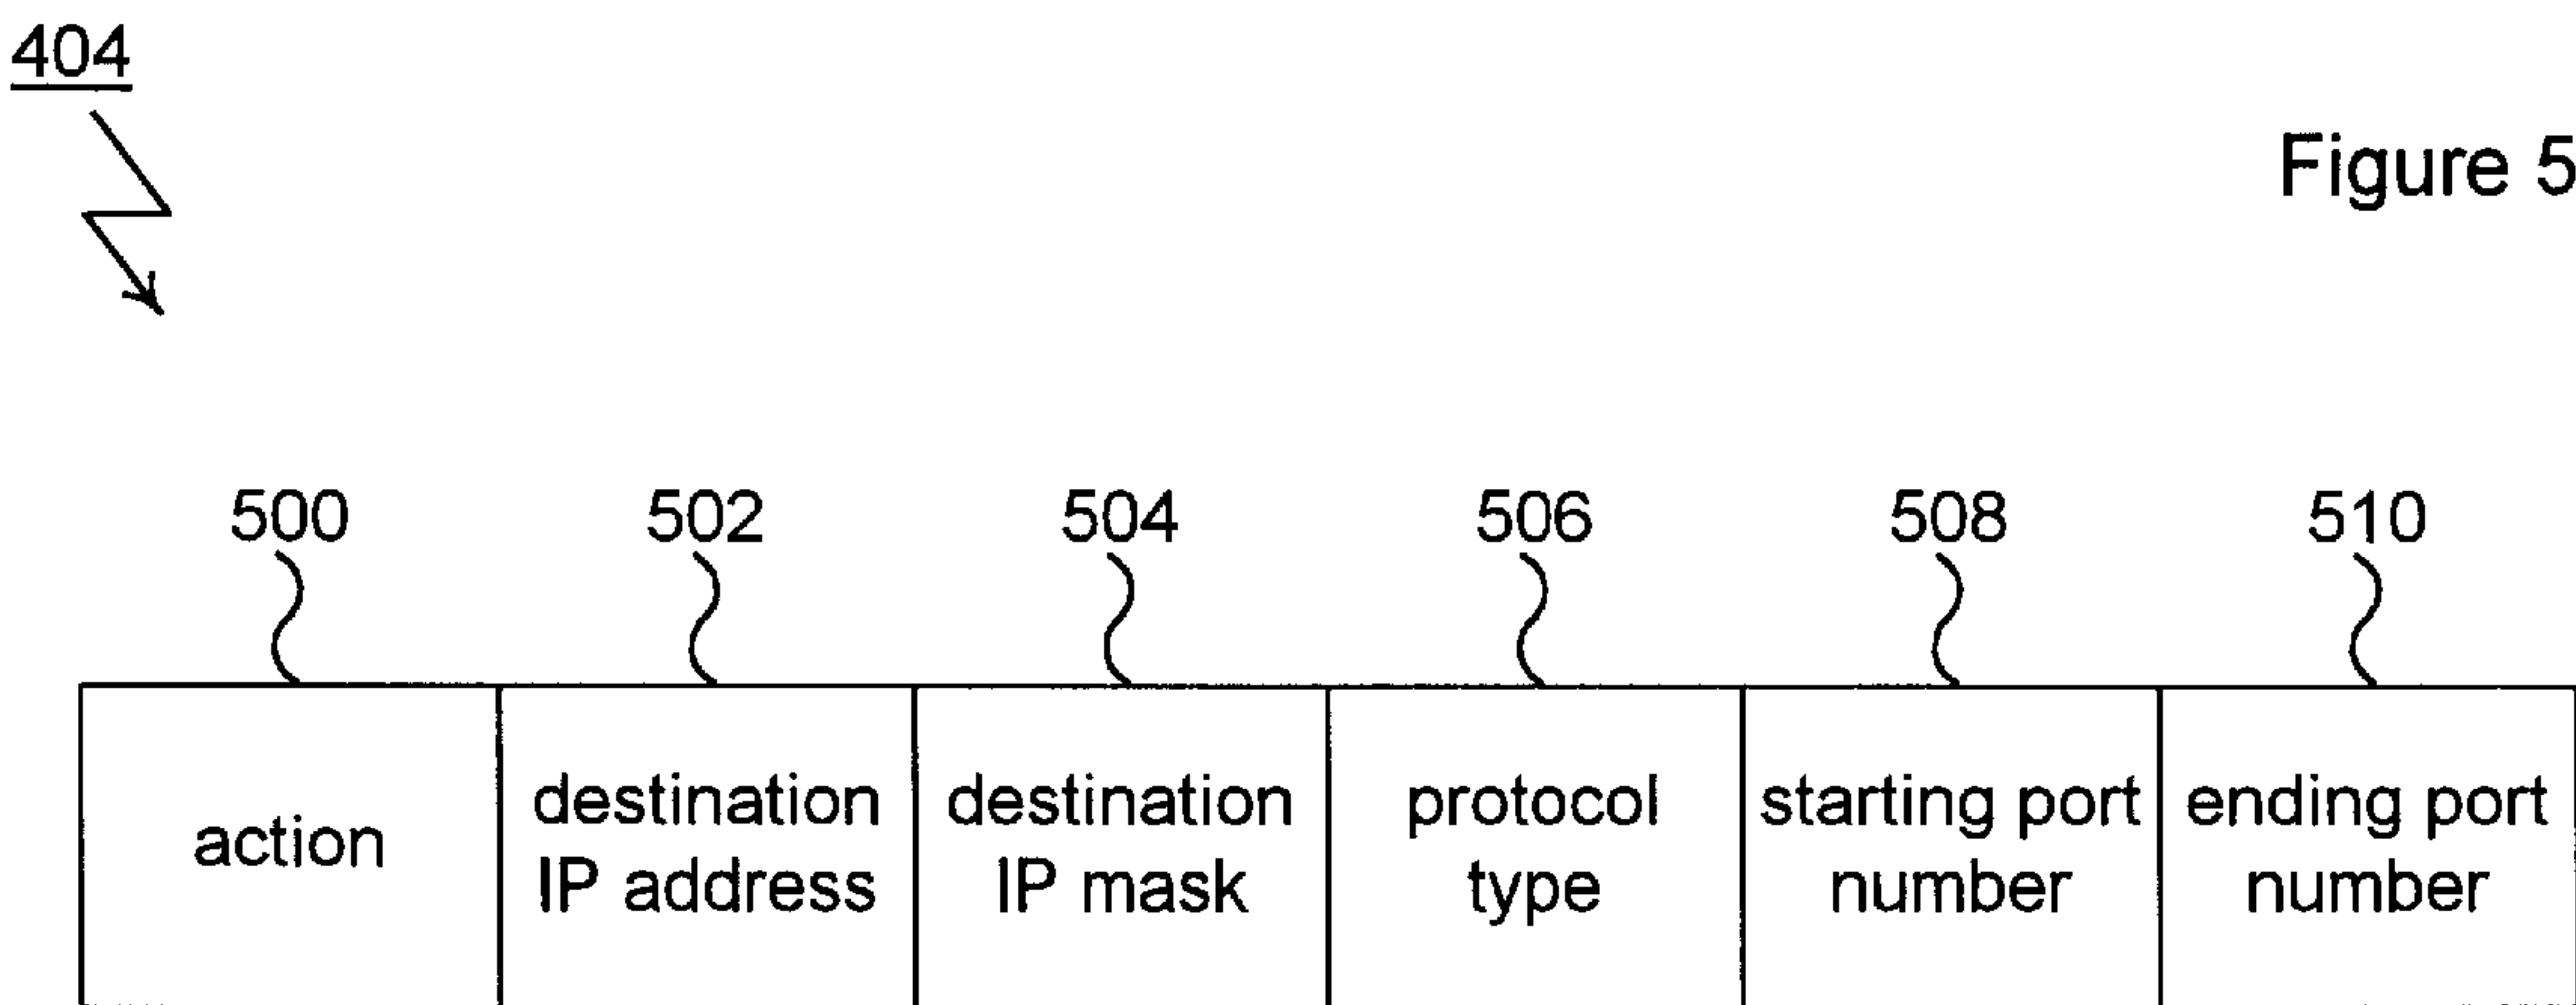 404
Figure 5
500 502 504 506 508 510
action
destination
IP address
destination
IP mask
protocol
type
starting port
number
ending port
number